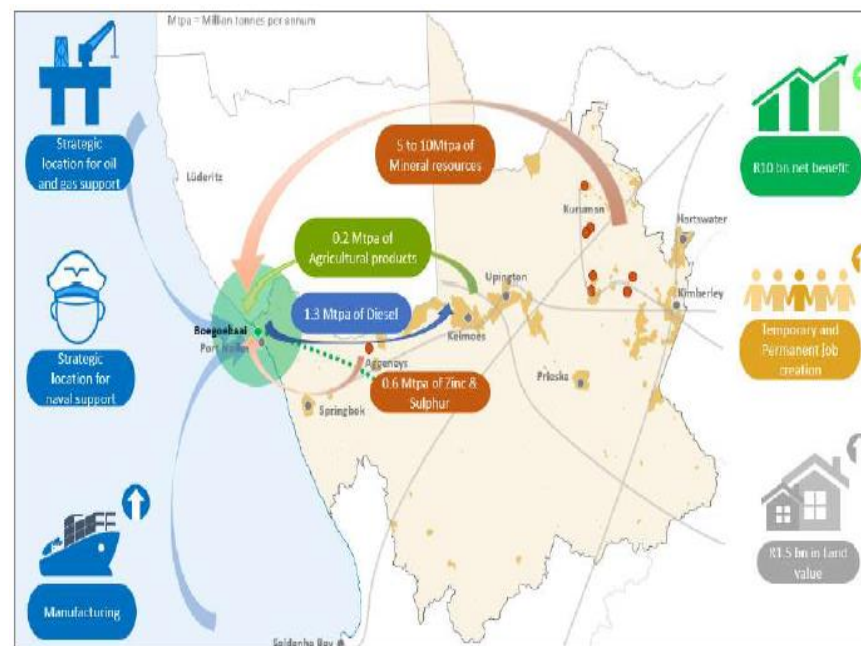 Mtpa = Million tonnes per annum
Strategic
location for oil
and gas support
Lüderitz
5 to 10Mtpa of
Mineral resources
R10 bn net benefit
Kuruman
Hartswater
0.2 Mtpa of
Agricultural products
Upington
Kimberley
1.3 Mtpa of Diesel
Boegoebaai
Port
Keimoes
Strategic
location for
naval support
Aggeneys
Temporary and
Permanent job
creation
0.6 Mtpa of Zinc &
Sulphur
Prieska
Springbok
R1.5 bn in Land
value
Manufacturing
Saldanha Bay